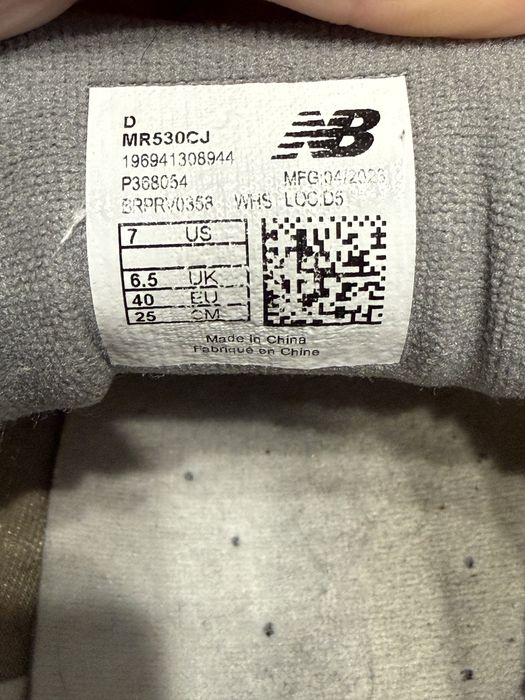 D
MR530CJ
196941308944
P368054 MFG:04/2023
BRPRV0358 WHS LOC:D5
NB
7 US
6.5 UK
40 EU
25 CM
Made in China
Fabriqué en Chine